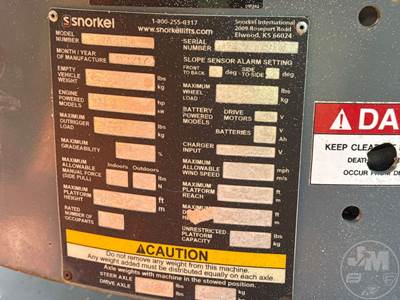 snorkel
1-800-255-0317
www.snorkellifts.com
Snorkel International
2009 Roseport Road
Elwood, KS 66024
MODEL
NUMBER
SERIAL
NUMBER
MONTH / YEAR
OF MANUFACTURE
SLOPE SENSOR ALARM SETTING
FRONT
TO BACK
deg
SIDE
TO SIDE
deg
EMPTY
VEHICLE
WEIGHT
lbs
kg
MAXIMUM
WHEEL
LOAD
lbs
kg
ENGINE
POWERED
MODELS
hp
kW
BATTERY
POWERED
MODELS
DRIVE
MOTORS
V
BATTERIES
V
Ah
MAXIMUM
OUTRIGGER
LOAD
lbs
kg
MAXIMUM
GRADEABILITY
%
CHARGER
INPUT
V
MAXIMUM
ALLOWABLE
MANUAL FORCE
(SIDE PULL)
Indoors
Outdoors
lbs
N
MAXIMUM
ALLOWABLE
WIND SPEED
mph
m/s
MAXIMUM
PLATFORM
HEIGHT
ft
m
MAXIMUM
PLATFORM
REACH
ft
m
RATED
NUMBER OF
OCCUPANTS
MAXIMUM
ft
m
UNRESTRICTED
PLATFORM
CAPACITY
lbs
kg
CAUTION
Do not remove any weight from this machine.
Any weight added must be distributed equally on each axle.
Axle weights with machine in the stowed position.
STEER AXLE
lbs
DRIVE AXLE
DA
KEEP CLEA
DEAT
OCCUR FROM D
JM